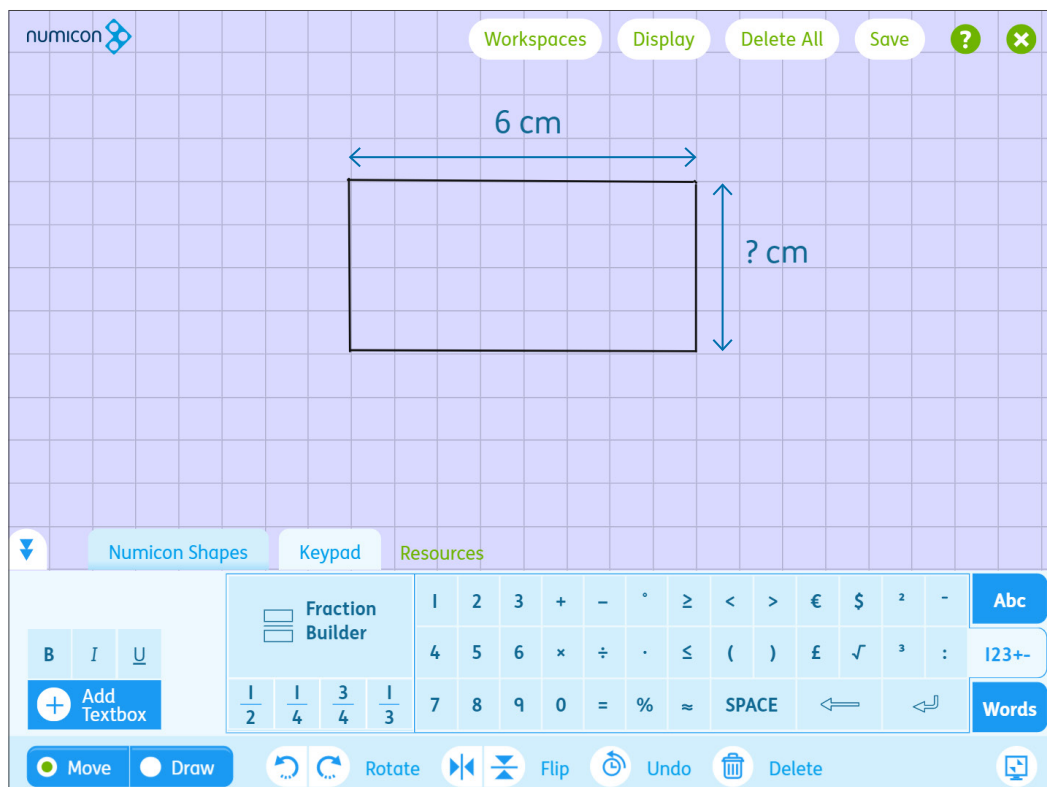 numicon
Workspaces Display Delete All Save ?
6 cm
? cm
Numicon Shapes Keypad Resources
Fraction
Builder
1 2 3 + – ° ≥ < > € $ ² - Abc
B I U
4 5 6 × ÷ · ≤ ( ) £ √ ³ : 123+-
Add
Textbox
1/2 1/4 3/4 1/3
7 8 9 0 = % ≈ SPACE Words
Move Draw Rotate Flip Undo Delete